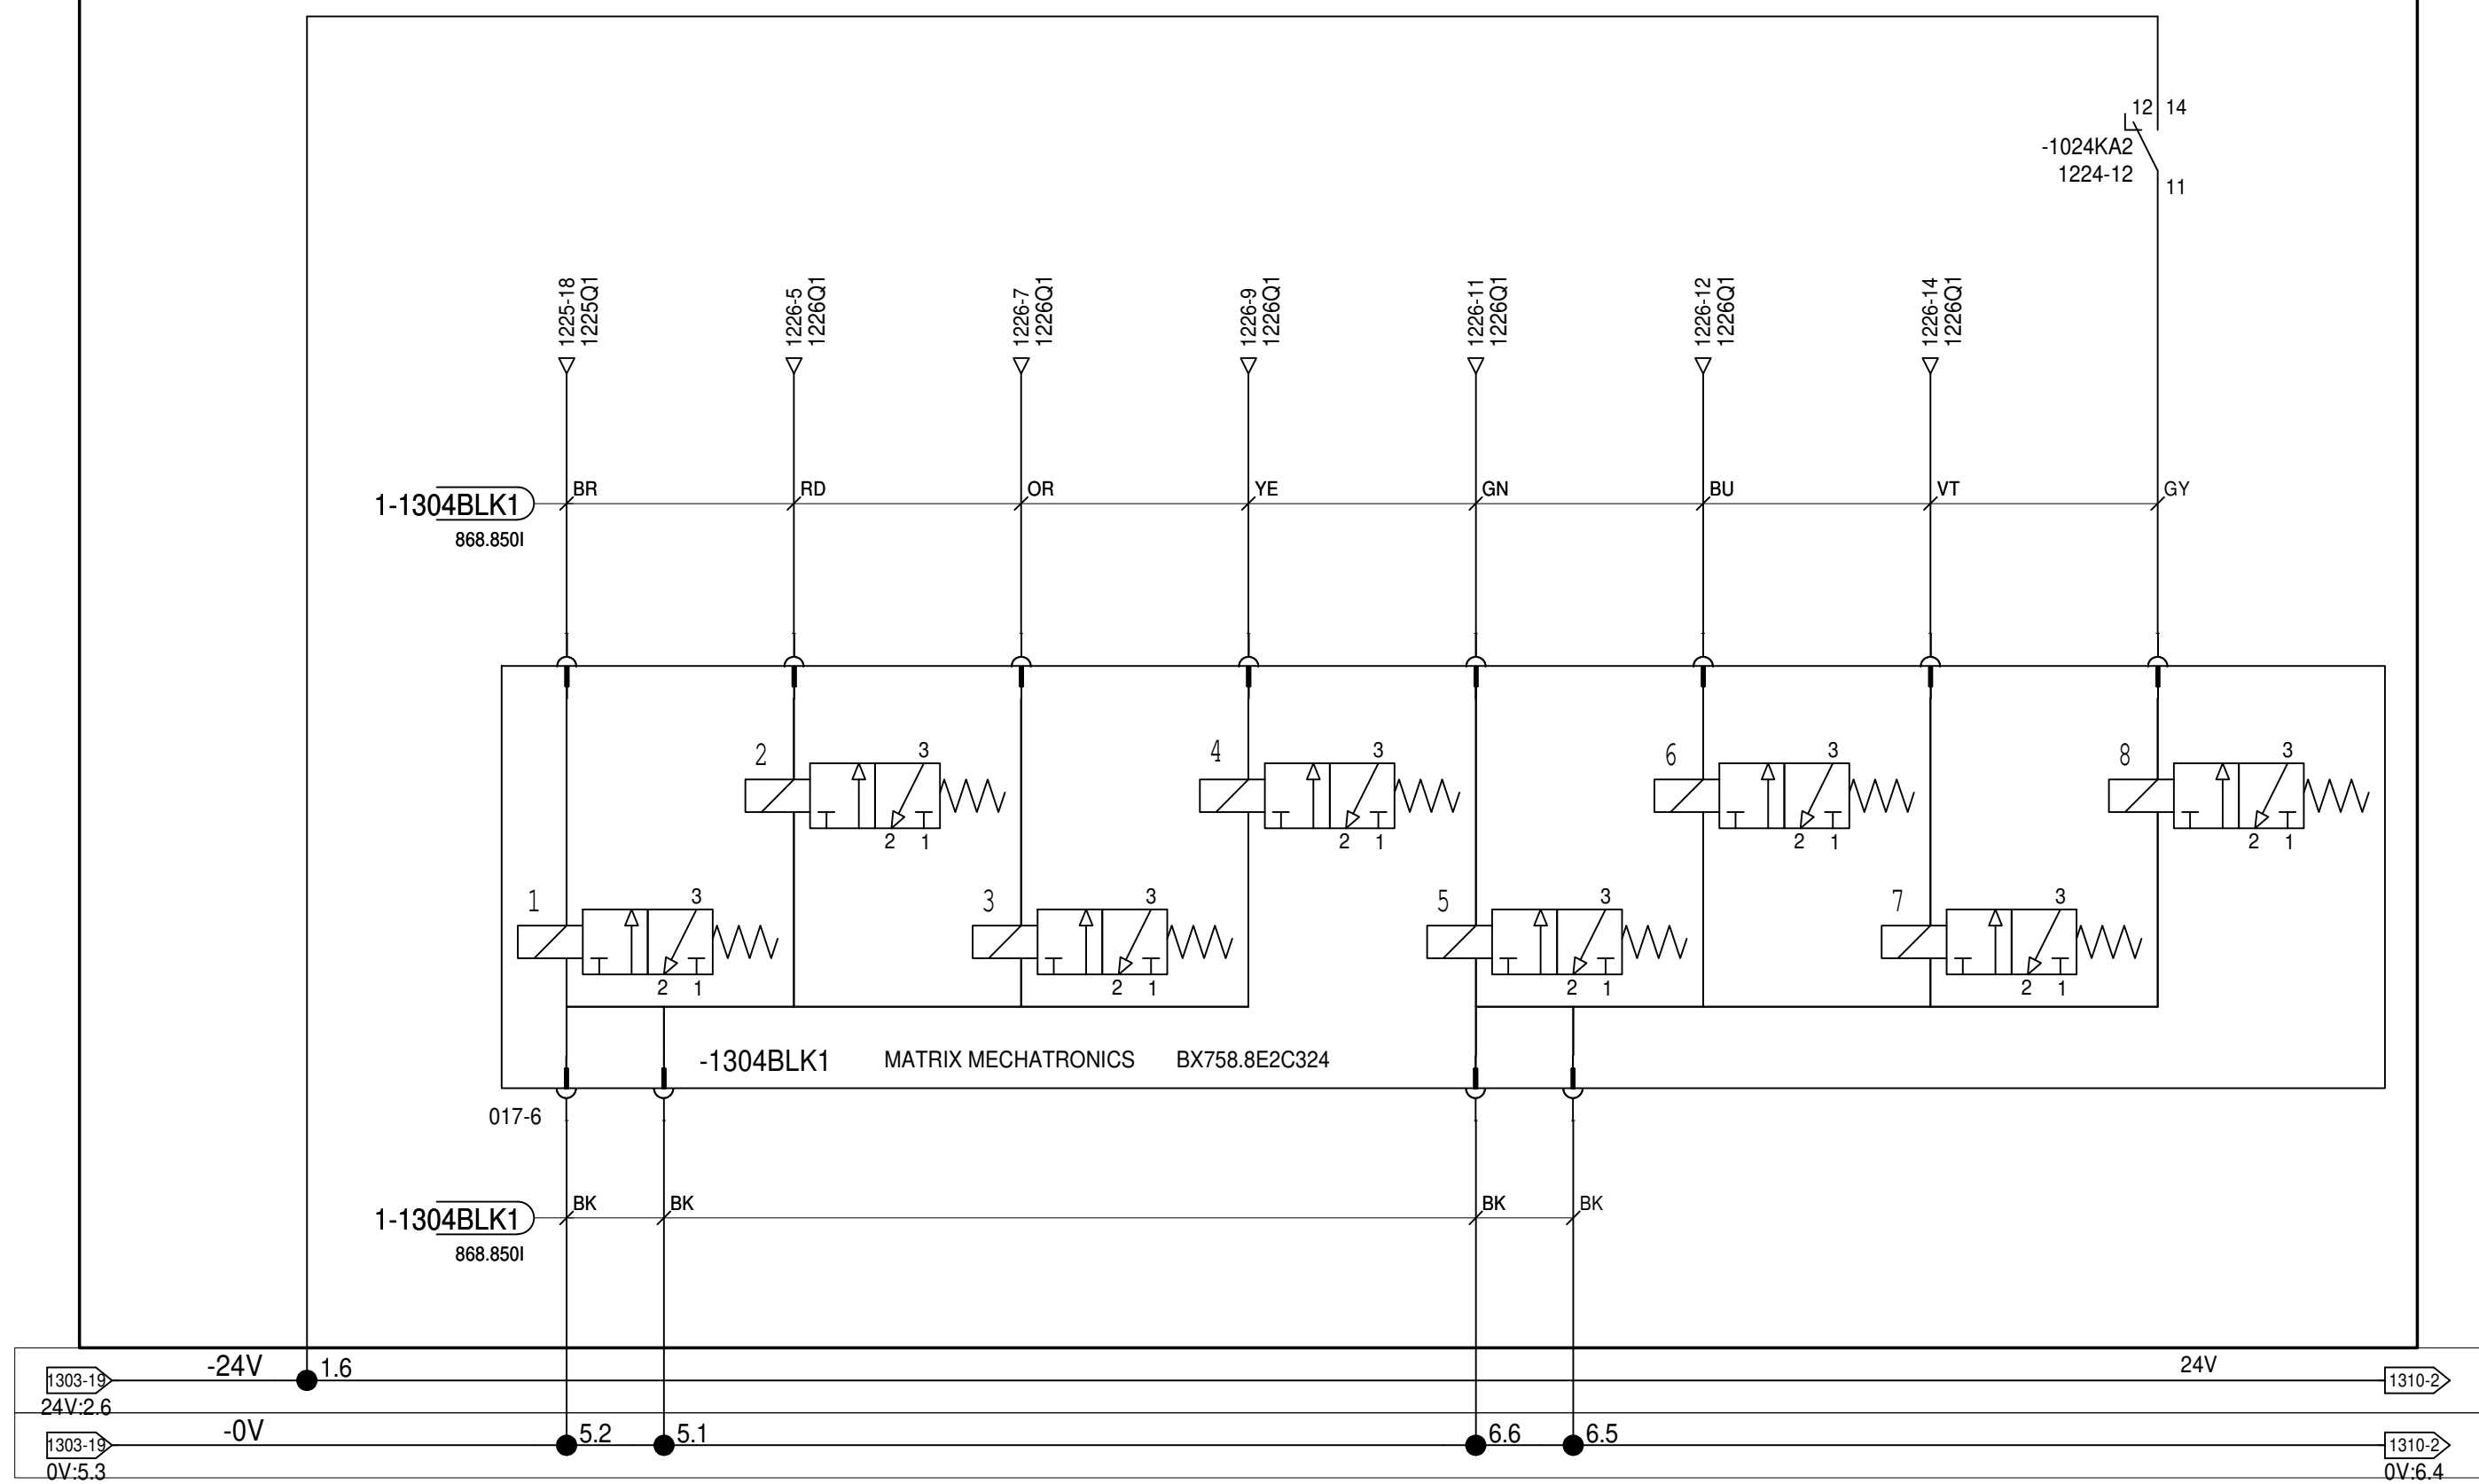 12 14
-1024KA2
1224-12
11
1225-18
1225Q1
1226-5
1226Q1
1226-7
1226Q1
1226-9
1226Q1
1226-11
1226Q1
1226-12
1226Q1
1226-14
1226Q1
1-1304BLK1 BR RD OR YE GN BU VT GY
868.850I
2 3 4 3 6 3 8 3
2 1 2 1 2 1 2 1
1 3 3 3 5 3 7 3
2 1 2 1 2 1 2 1
-1304BLK1 MATRIX MECHATRONICS BX758.8E2C324
017-6
1-1304BLK1 BK BK BK BK
868.850I
1303-19 -24V 1.6 24V 1310-2
24V:2.6
1303-19 -0V 5.2 5.1 6.6 6.5 1310-2
0V:5.3 0V:6.4